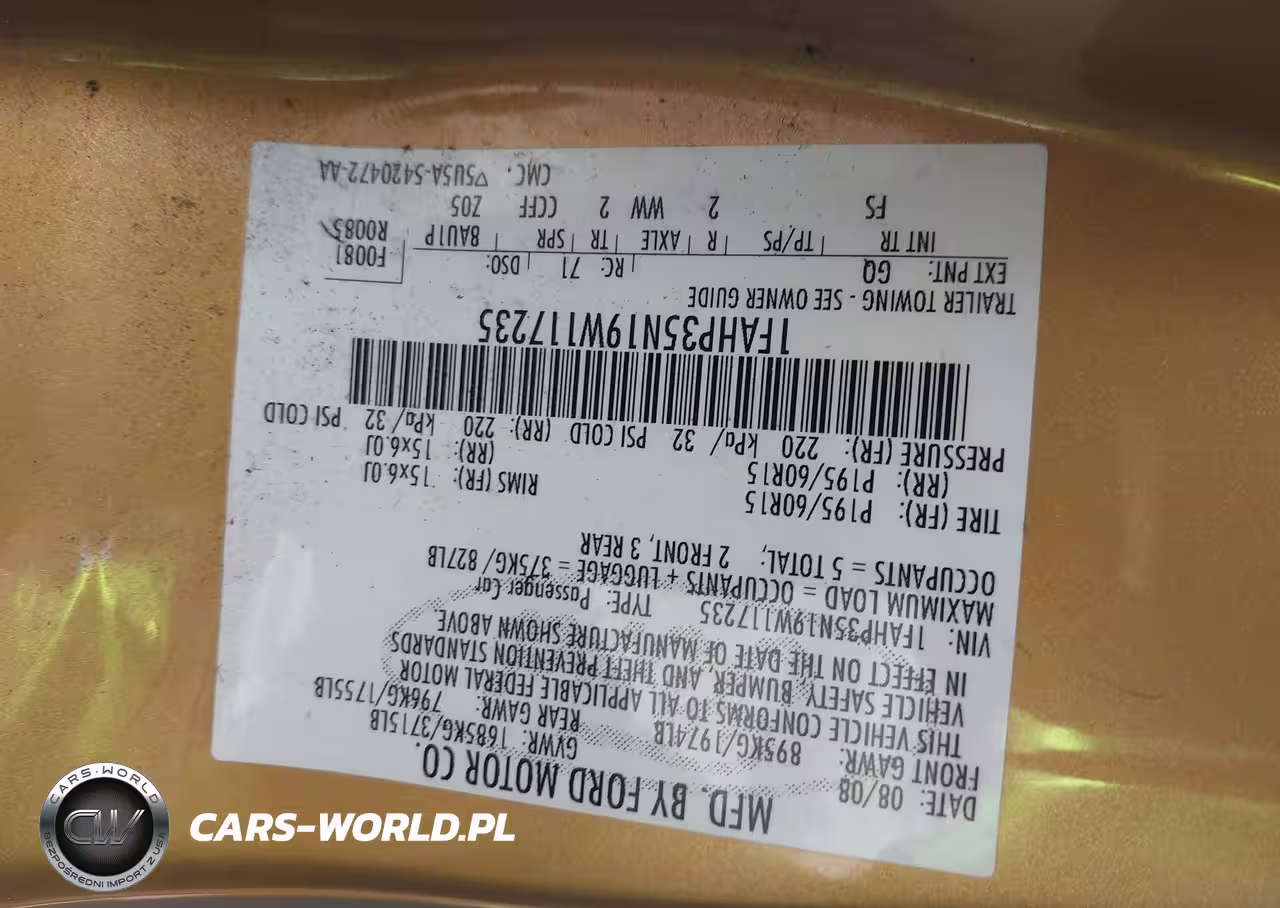 MFD. BY FORD MOTOR CO.
DATE: 08/08 GVWR: 1685KG/3715LB
FRONT GAWR: 895KG/1974LB REAR GAWR: 796KG/1755LB
THIS VEHICLE CONFORMS TO ALL APPLICABLE FEDERAL MOTOR
VEHICLE SAFETY, BUMPER, AND THEFT PREVENTION STANDARDS
IN EFFECT ON THE DATE OF MANUFACTURE SHOWN ABOVE
VIN: 1FAHP35N19W117235 TYPE: Passenger Car
MAXIMUM LOAD = OCCUPANTS + LUGGAGE = 375KG/ 827LB
OCCUPANTS = 5 TOTAL, 2 FRONT, 3 REAR
TIRE (FR): P195/60R15 RIMS (FR): 15x6.0J
(RR): P195/60R15 (RR): 15x6.0J
PRESSURE (FR): 220 kPa/ 32 PSI COLD (RR): 220 kPa/ 32 PSI COLD
1FAHP35N19W117235
TRAILER TOWING - SEE OWNER GUIDE
EXT PNT: GQ RC: 71 DSO: F0081
INT TR TP/PS R AXLE TR SPR 8AU1P R0085
FS 2 WW 2 CCFF Z05
CMC. ▽5U5A-5420472-AA
CARS-WORLD
CW
BEZPOŚREDNI IMPORT Z USA
CARS-WORLD.PL